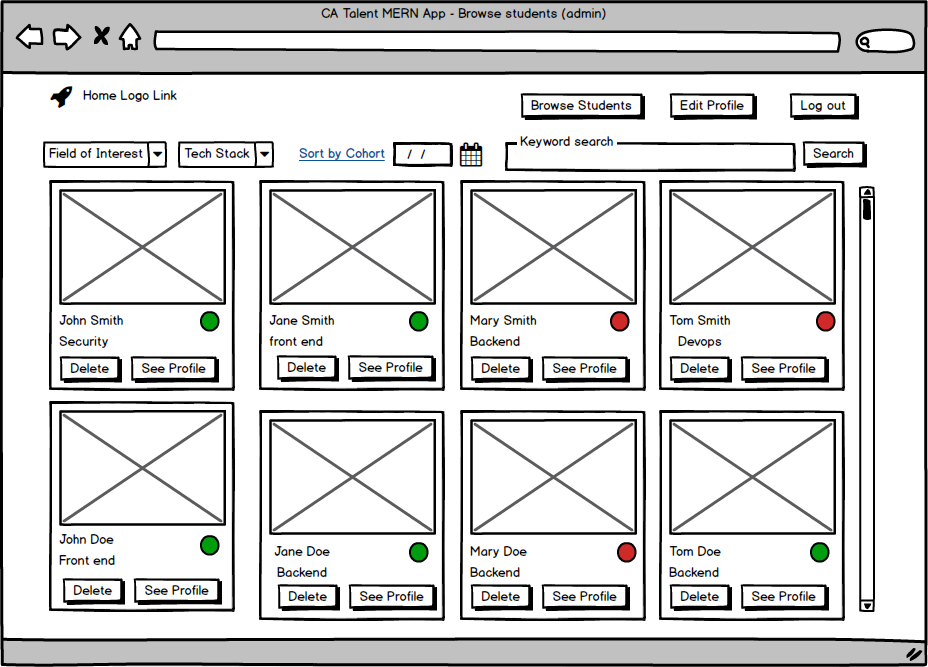 CA Talent MERN App - Browse students (admin)
Home Logo Link
Browse Students
Edit Profile
Log out
Field of Interest
Tech Stack
Sort by Cohort
/ /
Keyword search
Search
John Smith
Security
Delete
See Profile
Jane Smith
front end
Delete
See Profile
Mary Smith
Backend
Delete
See Profile
Tom Smith
Devops
Delete
See Profile
John Doe
Front end
Delete
See Profile
Jane Doe
Backend
Delete
See Profile
Mary Doe
Backend
Delete
See Profile
Tom Doe
Backend
Delete
See Profile